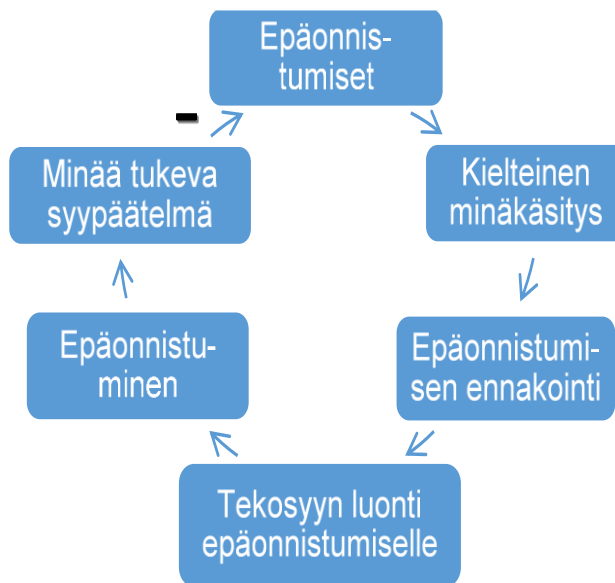 Epäonnis-
tumiset
Kielteinen
minäkäsitys
Epäonnistumi-
sen ennakointi
Tekosyyn luonti
epäonnistumiselle
Epäonnistu-
minen
Minää tukeva
syypäätelmä
-